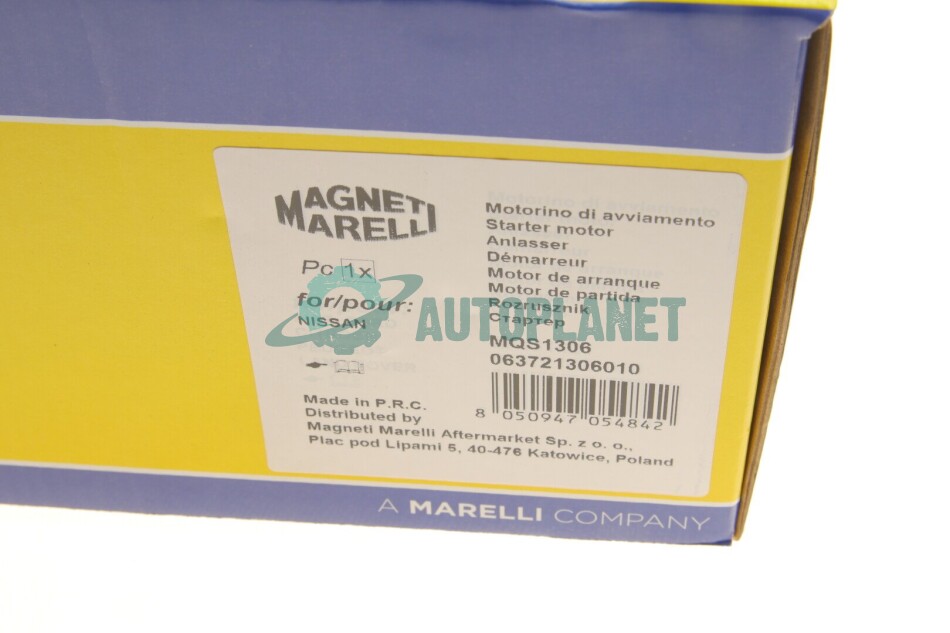 MAGNETI
MARELLI
Pc 1x
for/pour:
NISSAN
Motorino di avviamento
Starter motor
Anlasser
Démarreur
Motor de arranque
Motor de partida
Rozrusznik
Стартер
MQS1306
063721306010
8 050947 054842
Made in P.R.C.
Distributed by
Magneti Marelli Aftermarket Sp. z o. o.,
Plac pod Lipami 5, 40-476 Katowice, Poland
A MARELLI COMPANY
AUTOPLANET